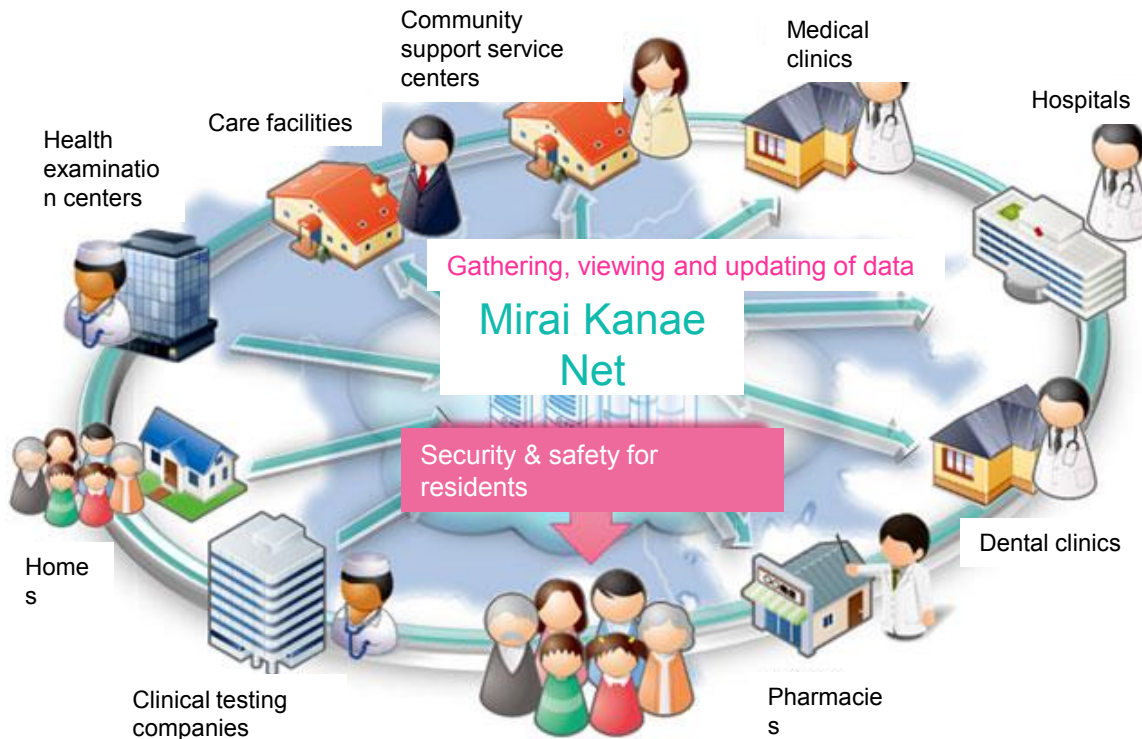 Community
support service
centers
Medical
clinics
Hospitals
Care facilities
Health
examinatio
n centers
Gathering, viewing and updating of data
Mirai Kanae
Net
Security & safety for
residents
Dental clinics
Home
s
Clinical testing
companies
Pharmacie
s